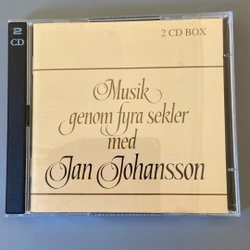 2
CD
2 CD BOX
Musik
genom fyra sekler
med
Jan Johansson